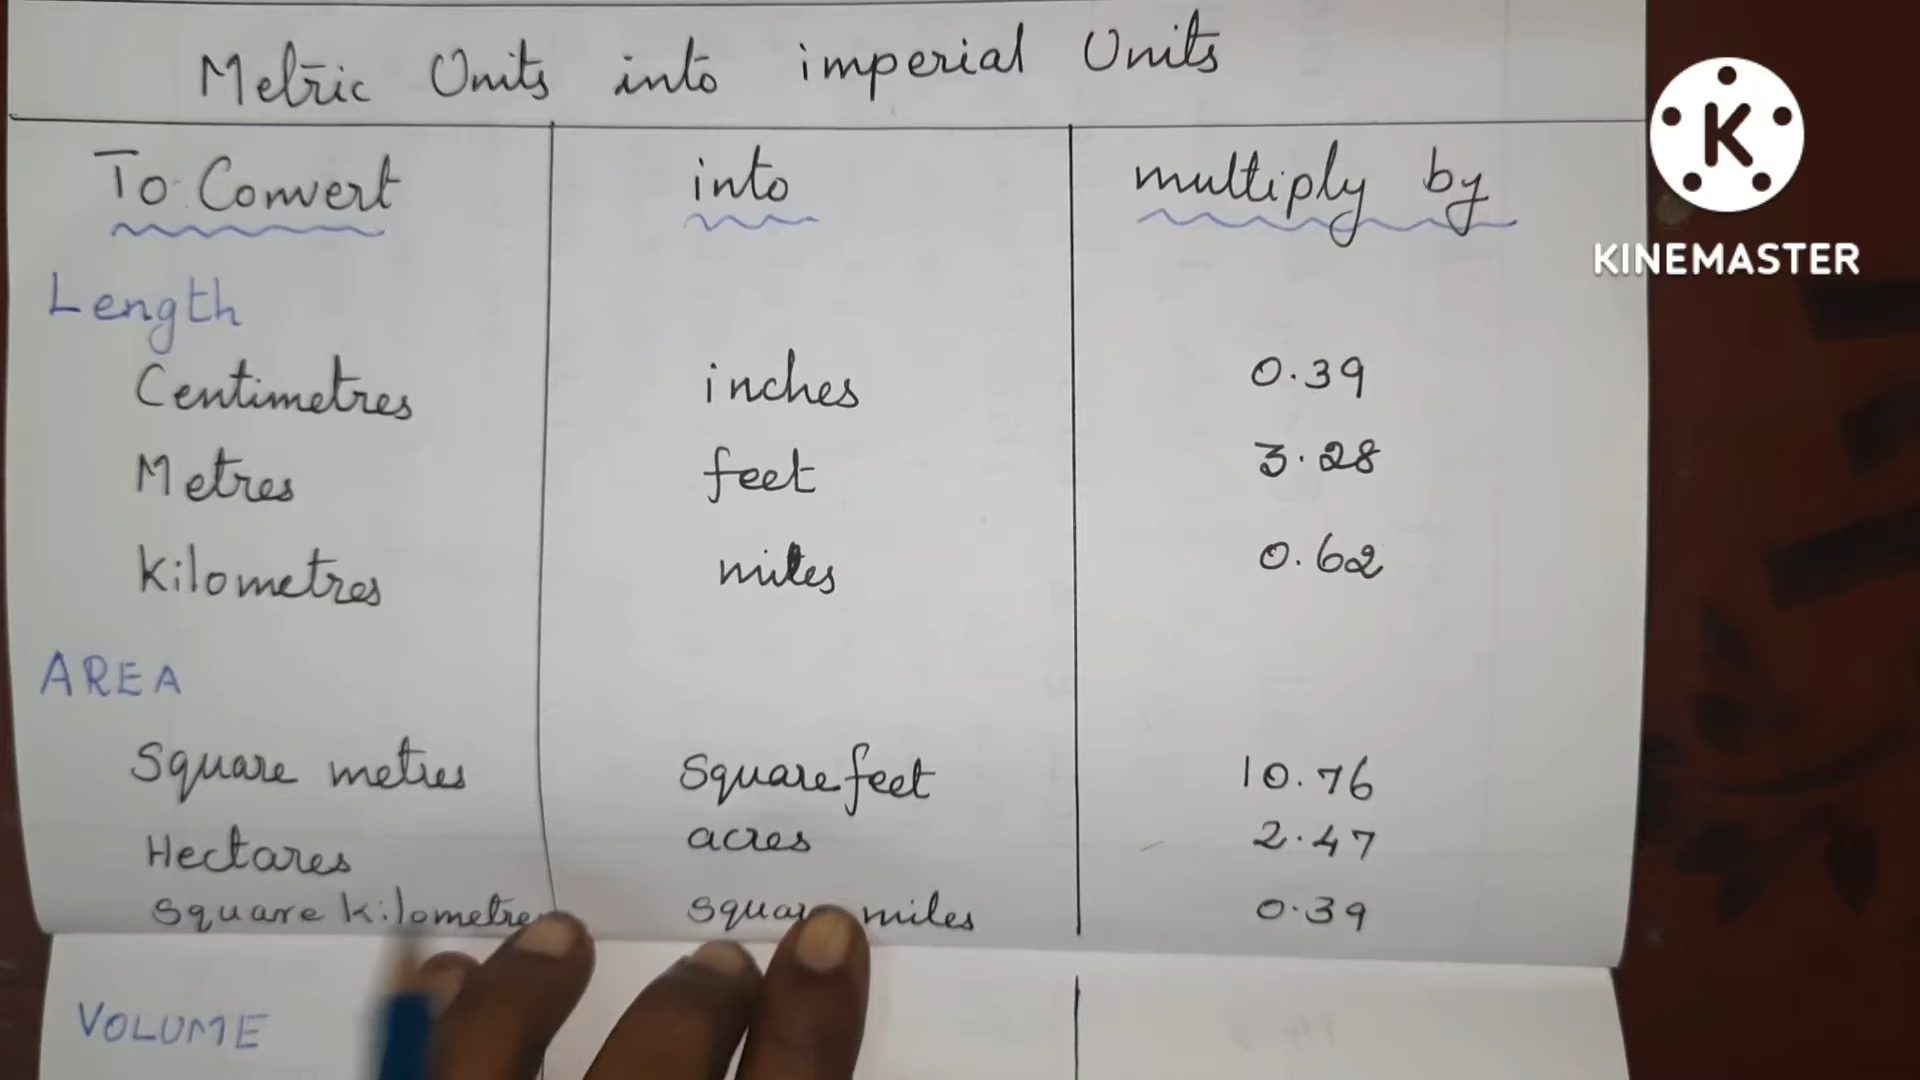 Metric Units into imperial Units
To Convert into multiply by
Length
Centimetres inches 0.39
Metres feet 3.28
Kilometres miles 0.62
AREA
Square metres Square feet 10.76
Hectares acres 2.47
Square kilometre square miles 0.39
VOLUME
K
KINEMASTER